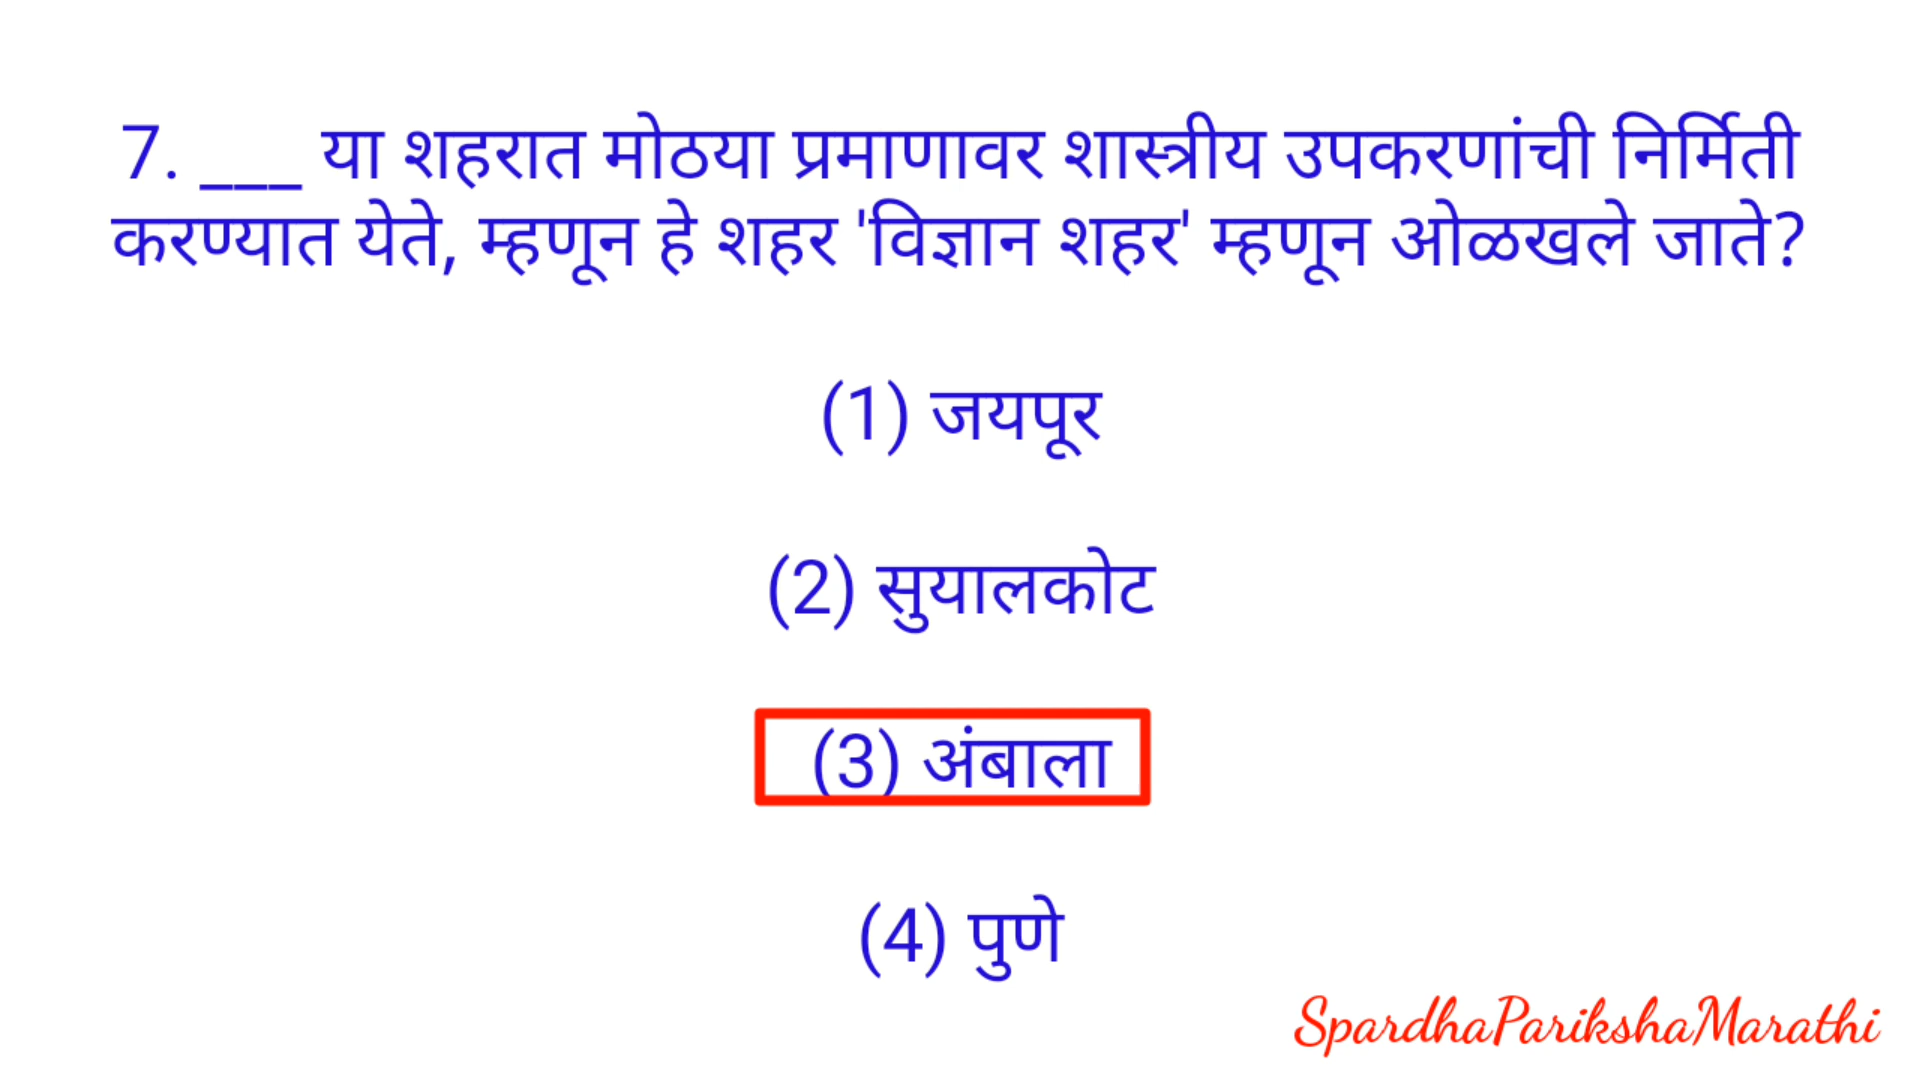 7. ___ या शहरात मोठया प्रमाणावर शास्त्रीय उपकरणांची निर्मिती
करण्यात येते, म्हणून हे शहर 'विज्ञान शहर' म्हणून ओळखले जाते?
(1) जयपूर
(2) सुयालकोट
(3) अंबाला
(4) पुणे
SpardhaParikshaMarathi